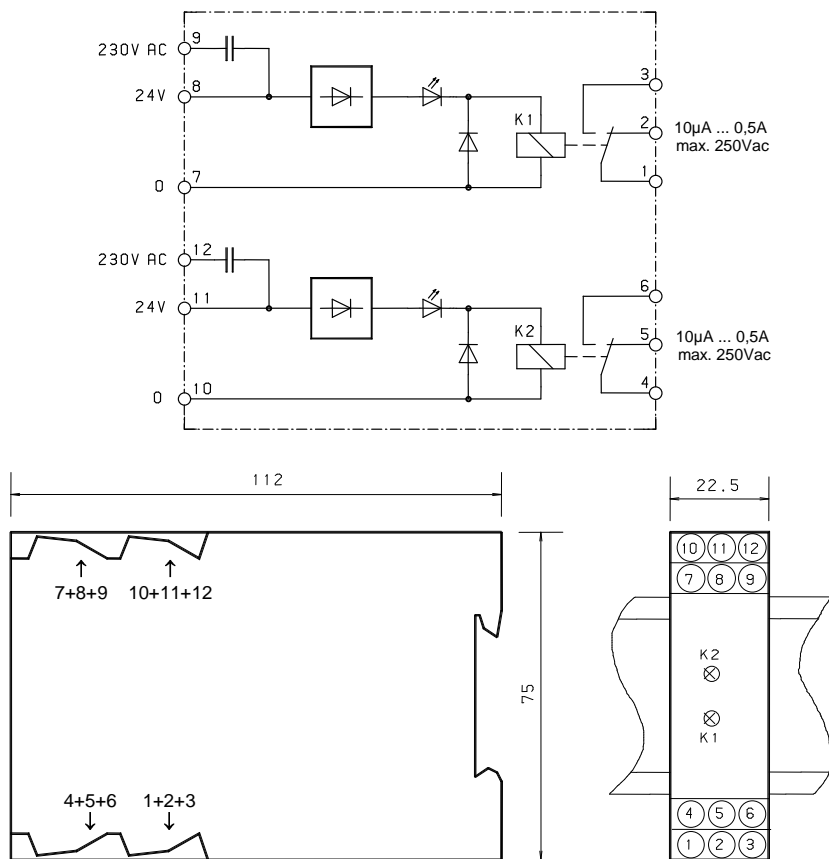 9
230V AC
8
24V
3
K1
2
10µA ... 0,5A
max. 250Vac
1
7
0
12
230V AC
11
24V
6
K2
5
10µA ... 0,5A
max. 250Vac
4
10
0
112
22.5
7+8+9 10+11+12
10 11 12
7 8 9
75
K2
K1
4+5+6 1+2+3
4 5 6
1 2 3